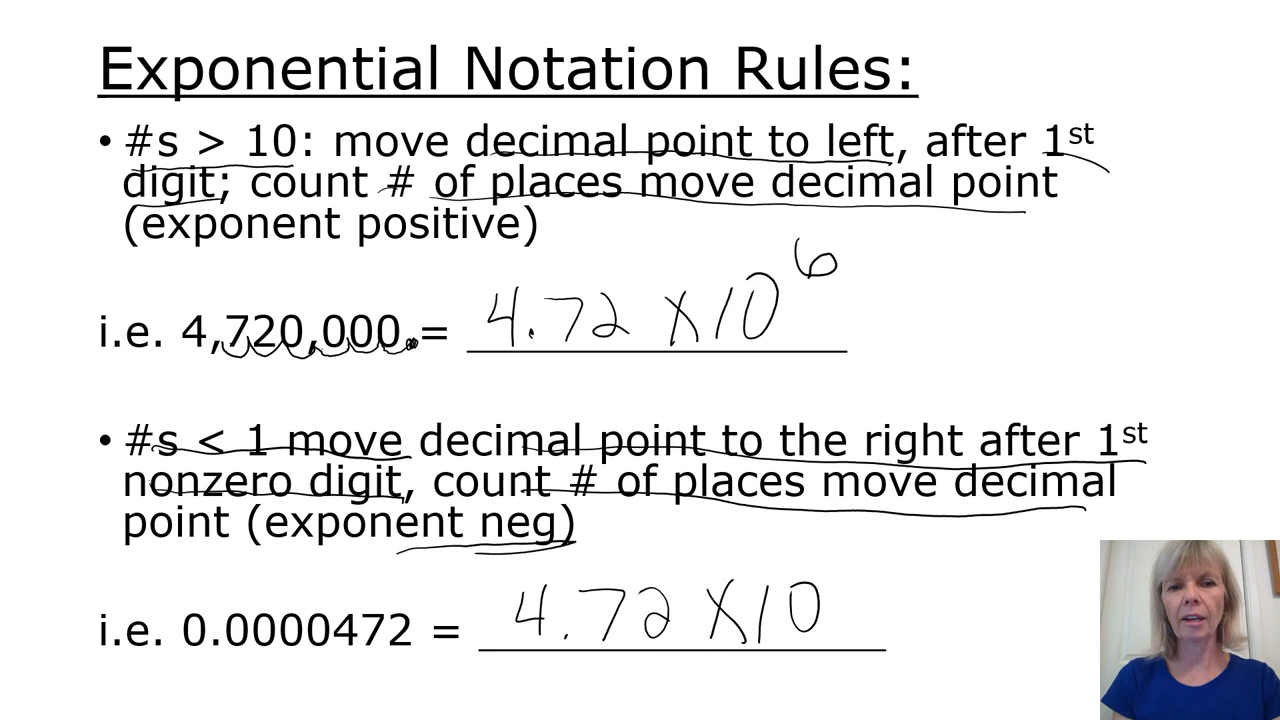 Exponential Notation Rules:
• #s > 10: move decimal point to left, after 1st
digit; count # of places move decimal point
(exponent positive)
i.e. 4,720,000. = 4.72 X 10^6
• #s < 1 move decimal point to the right after 1st
nonzero digit, count # of places move decimal
point (exponent neg)
i.e. 0.0000472 = 4.72 X 10